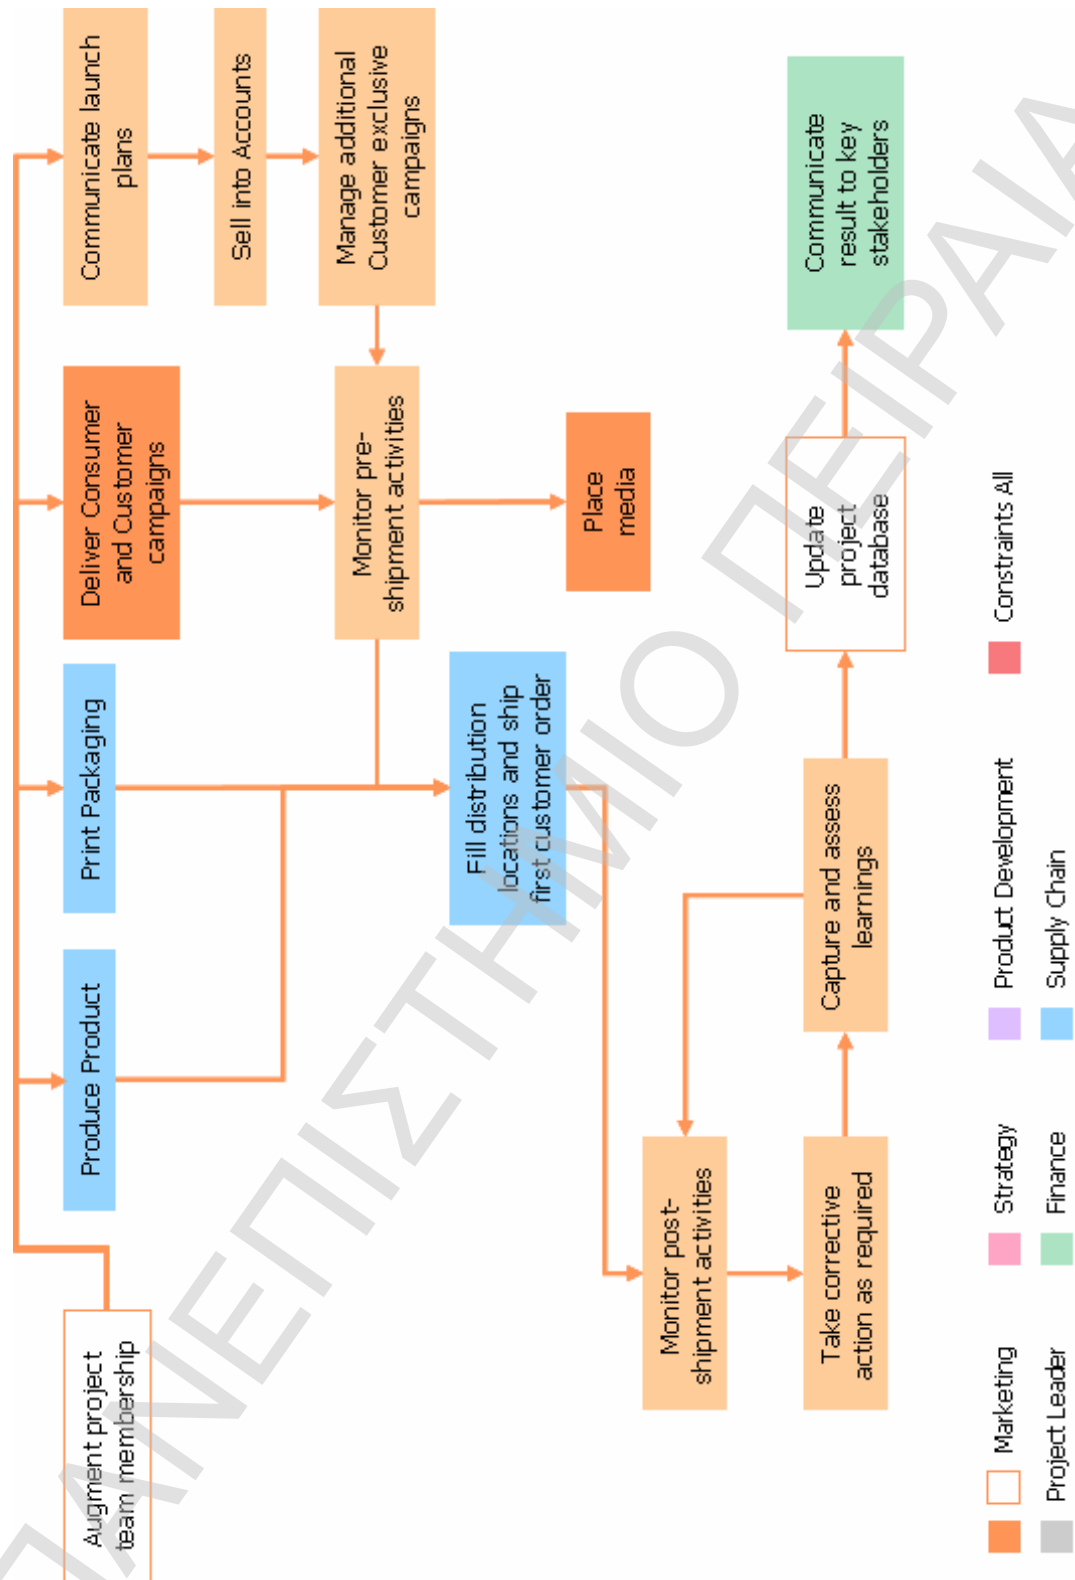 Augment project
team membership
Produce Product
Print Packaging
Deliver Consumer
and Customer
campaigns
Communicate launch
plans
Sell into Accounts
Manage additional
Customer exclusive
campaigns
Monitor pre-
shipment activities
Fill distribution
locations and ship
first customer order
Place
media
Monitor post-
shipment activities
Take corrective
action as required
Capture and assess
learnings
Update
project
database
Communicate
result to key
stakeholders
Marketing
Strategy
Product Development
Constraints All
Project Leader
Finance
Supply Chain
ΠΑΝΕΠΙΣΤΗΜΙΟ ΠΕΙΡΑΙΑ